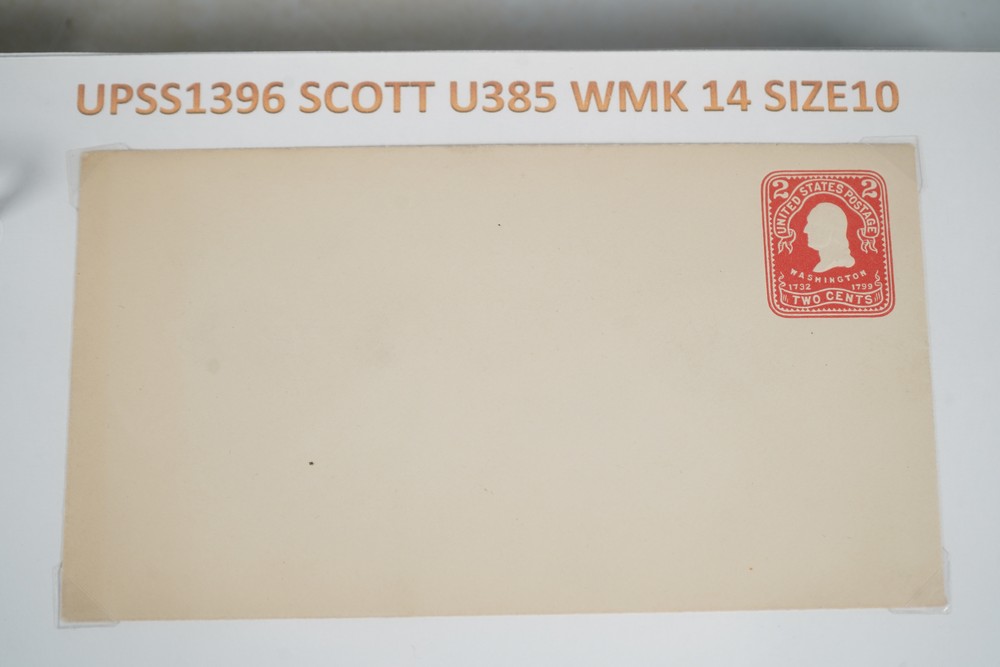 UPSS1396 SCOTT U385 WMK 14 SIZE10
2 2
UNITED STATES POSTAGE
WASHINGTON
1732 1799
TWO CENTS